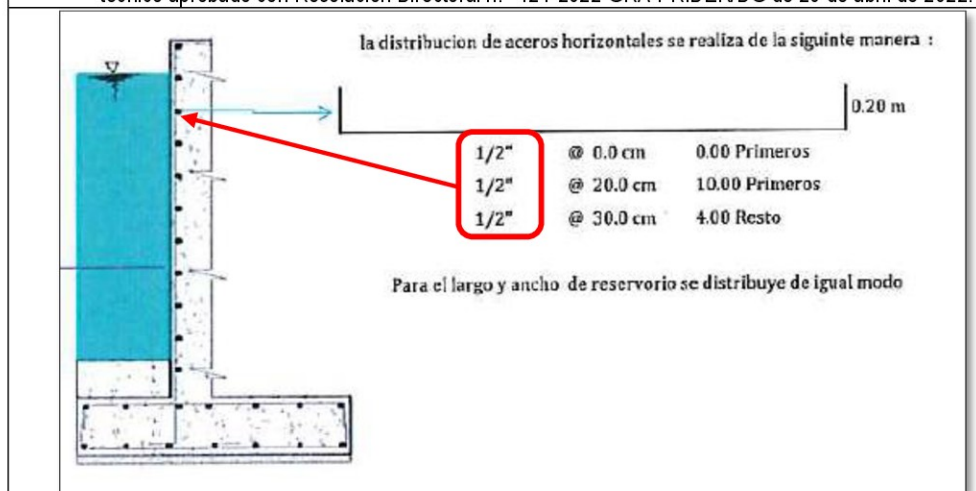 la distribucion de aceros horizontales se realiza de la siguinte manera :
0.20 m
1/2" @ 0.0 cm 0.00 Primeros
1/2" @ 20.0 cm 10.00 Primeros
1/2" @ 30.0 cm 4.00 Resto
Para el largo y ancho de reservorio se distribuye de igual modo